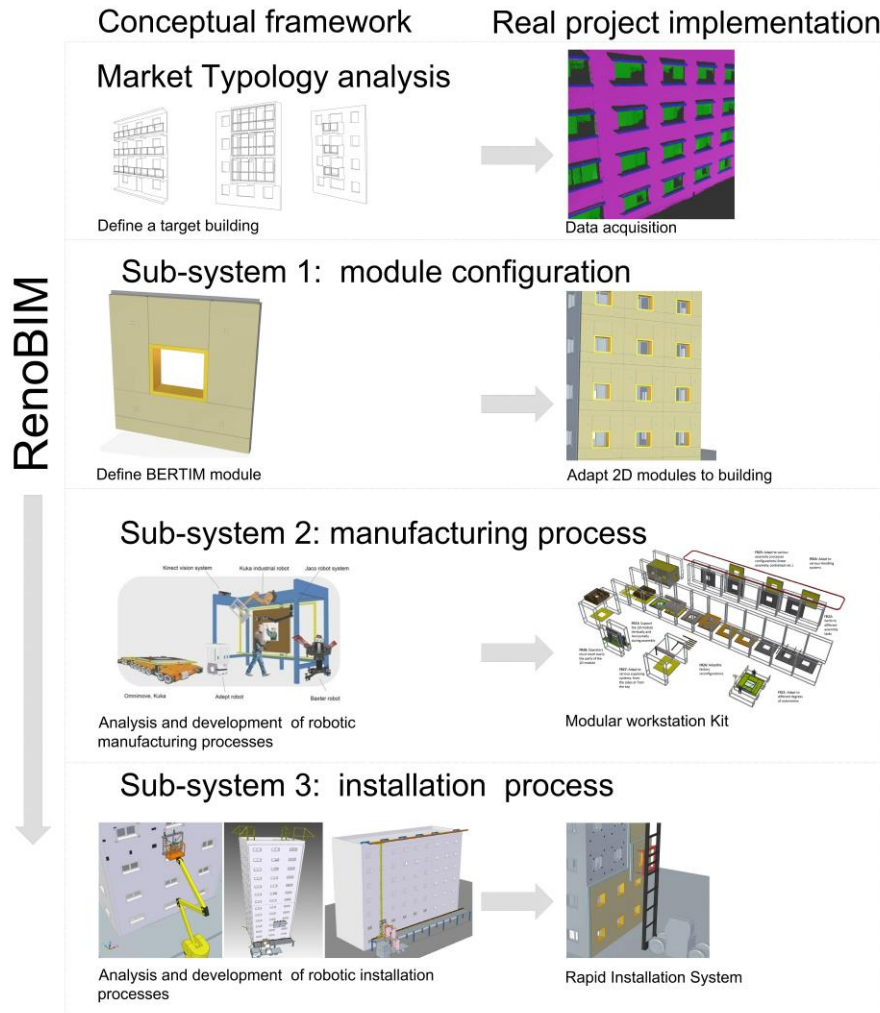 Conceptual framework
Real project implementation
RenoBIM
Market Typology analysis
Define a target building
Data acquisition
Sub-system 1: module configuration
Define BERTIM module
Adapt 2D modules to building
Sub-system 2: manufacturing process
Kinect vision system
Kuka industrial robot
Jaco robot system
Omnimove, Kuka
Adept robot
Baxter robot
Analysis and development of robotic
manufacturing processes
Modular workstation Kit
Sub-system 3: installation process
Analysis and development of robotic installation
processes
Rapid Installation System